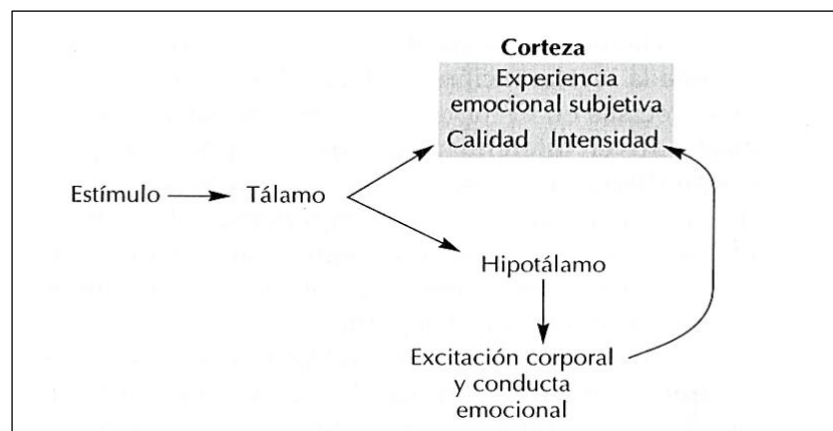 Corteza
Experiencia
emocional subjetiva
Calidad Intensidad
Estímulo Tálamo
Hipotálamo
Excitación corporal
y conducta
emocional